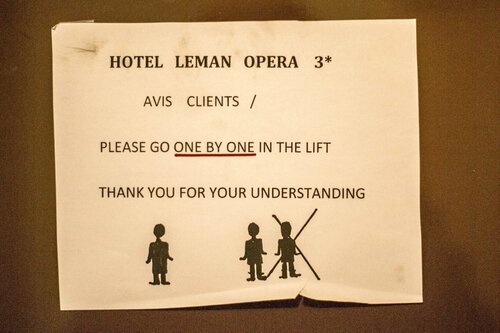 HOTEL LEMAN OPERA 3*
AVIS CLIENTS /
PLEASE GO ONE BY ONE IN THE LIFT
THANK YOU FOR YOUR UNDERSTANDING